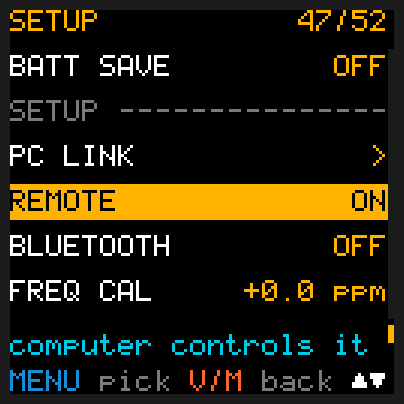 SETUP 47/52
BATT SAVE OFF
SETUP ---------------
PC LINK >
REMOTE ON
BLUETOOTH OFF
FREQ CAL +0.0 ppm
computer controls it
MENU pick V/M back ▲▼